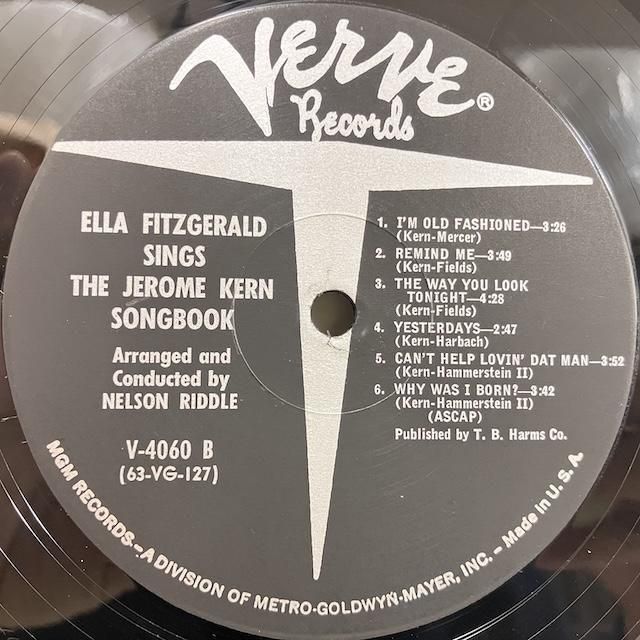 Verve
®
Records
ELLA FITZGERALD
SINGS
THE JEROME KERN
SONGBOOK
Arranged and
Conducted by
NELSON RIDDLE
V-4060 B
(63-VG-127)
1. I'M OLD FASHIONED—3:26
(Kern-Mercer)
2. REMIND ME—3:49
(Kern-Fields)
3. THE WAY YOU LOOK
TONIGHT—4:28
(Kern-Fields)
4. YESTERDAYS—2:47
(Kern-Harbach)
5. CAN'T HELP LOVIN' DAT MAN—3:52
(Kern-Hammerstein II)
6. WHY WAS I BORN?—3:42
(Kern-Hammerstein II)
(ASCAP)
Published by T. B. Harms Co.
MGM RECORDS—A DIVISION OF METRO-GOLDWYN-MAYER, INC. – Made in U. S. A.